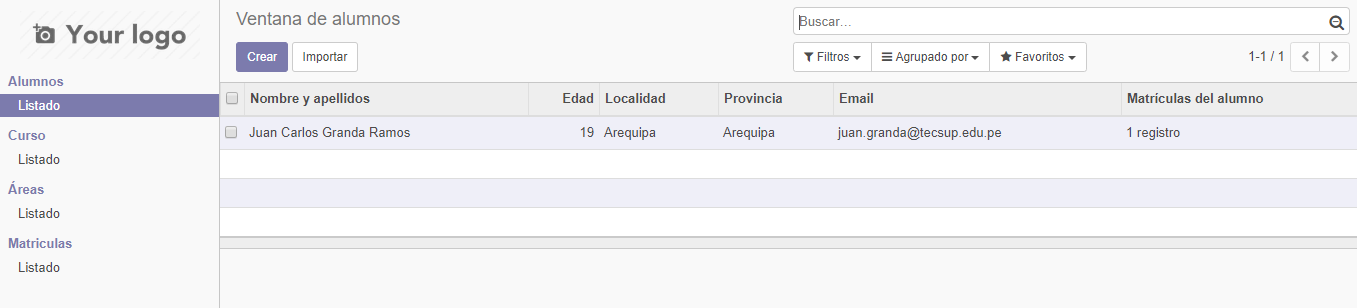 Your logo
Alumnos
Listado
Curso
Listado
Áreas
Listado
Matriculas
Listado
Ventana de alumnos
Buscar...
Crear Importar
Filtros Agrupado por Favoritos 1-1 / 1
Nombre y apellidos Edad Localidad Provincia Email Matrículas del alumno
Juan Carlos Granda Ramos 19 Arequipa Arequipa juan.granda@tecsup.edu.pe 1 registro